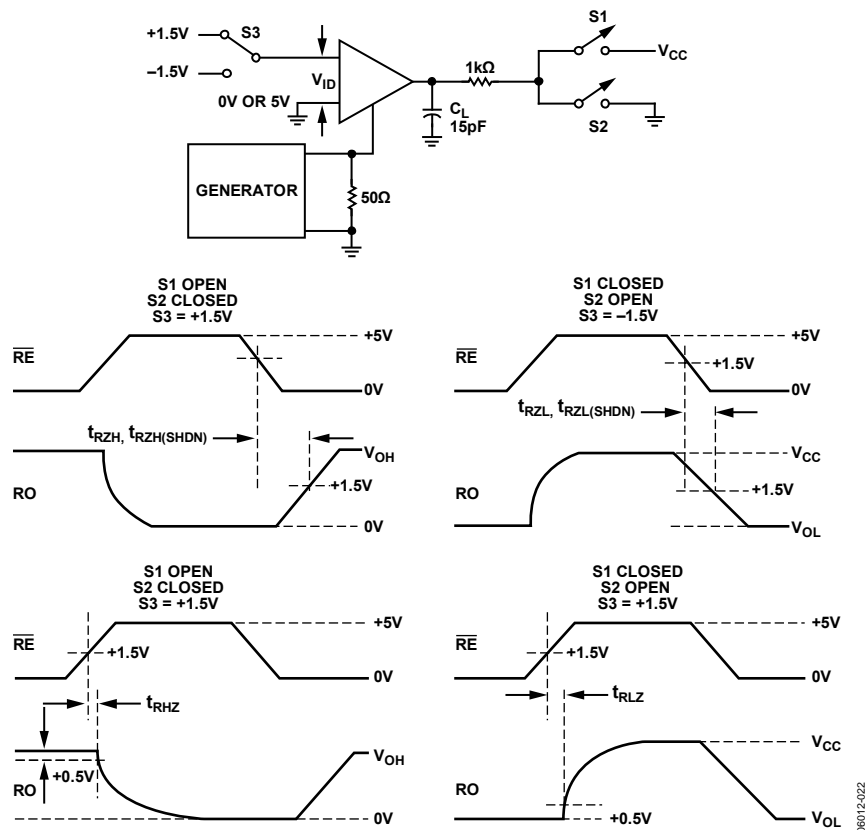 +1.5V
S3
–1.5V
V_ID
0V OR 5V
1kΩ
C_L
15pF
S1
V_CC
S2
GENERATOR
50Ω
S1 OPEN
S2 CLOSED
S3 = +1.5V
RE
+5V
0V
t_RZH, t_RZH(SHDN)
RO
V_OH
+1.5V
0V
S1 CLOSED
S2 OPEN
S3 = –1.5V
RE
+5V
+1.5V
0V
t_RZL, t_RZL(SHDN)
RO
V_CC
+1.5V
V_OL
S1 OPEN
S2 CLOSED
S3 = +1.5V
RE
+5V
+1.5V
0V
t_RHZ
RO
+0.5V
V_OH
0V
S1 CLOSED
S2 OPEN
S3 = +1.5V
RE
+5V
+1.5V
0V
t_RLZ
RO
V_CC
+0.5V
V_OL
06012-022